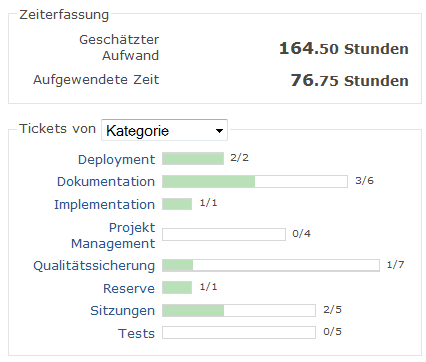 Zeiterfassung
Geschätzter
Aufwand
164.50 Stunden
Aufgewendete Zeit
76.75 Stunden
Tickets von Kategorie
Deployment 2/2
Dokumentation 3/6
Implementation 1/1
Projekt
Management 0/4
Qualitätssicherung 1/7
Reserve 1/1
Sitzungen 2/5
Tests 0/5